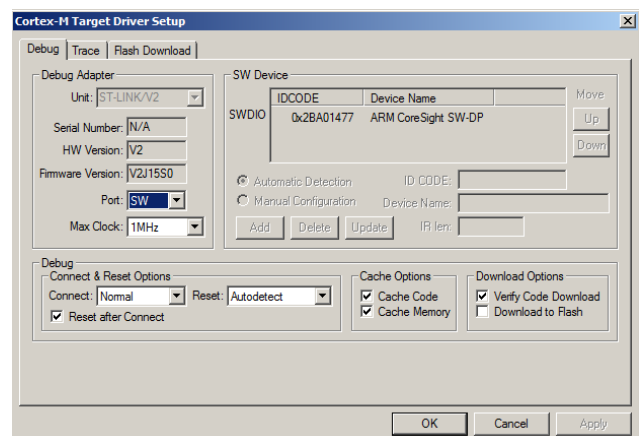 Cortex-M Target Driver Setup
Debug Trace Flash Download
Debug Adapter
Unit: ST-LINK/V2
Serial Number: N/A
HW Version: V2
Firmware Version: V2J15S0
Port: SW
Max Clock: 1MHz
SW Device
IDCODE Device Name Move
SWDIO 0x2BA01477 ARM CoreSight SW-DP Up
Down
Automatic Detection ID CODE:
Manual Configuration Device Name:
Add Delete Update IR len:
Debug
Connect & Reset Options
Connect: Normal Reset: Autodetect
Reset after Connect
Cache Options
Cache Code
Cache Memory
Download Options
Verify Code Download
Download to Flash
OK Cancel Apply